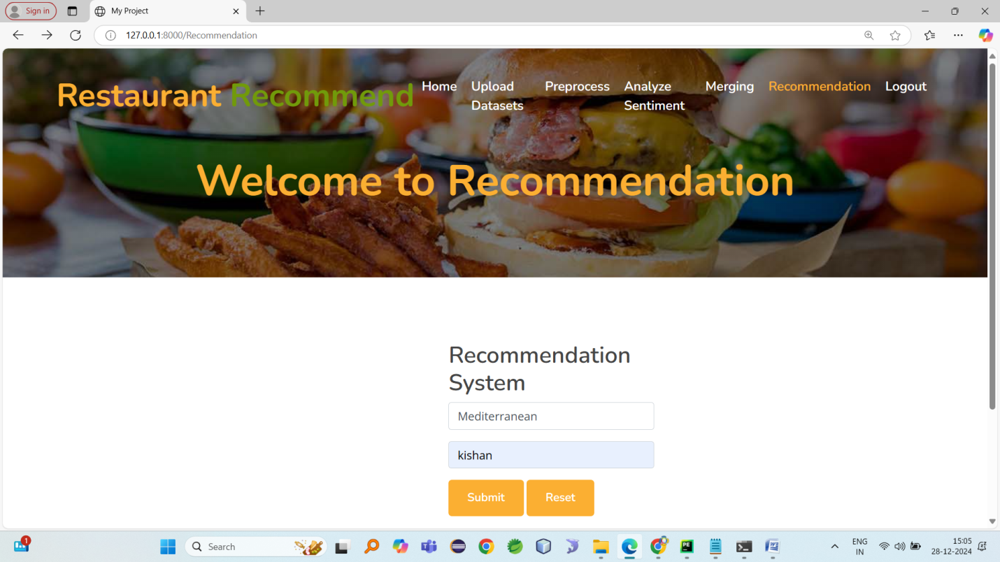 Sign in
My Project
127.0.0.1:8000/Recommendation
Restaurant Recommend
Home
Upload
Datasets
Preprocess
Analyze
Sentiment
Merging
Recommendation
Logout
Welcome to Recommendation
Recommendation
System
Mediterranean
kishan
Submit
Reset
1
Search
PRE
ENG
IN
15:05
28-12-2024